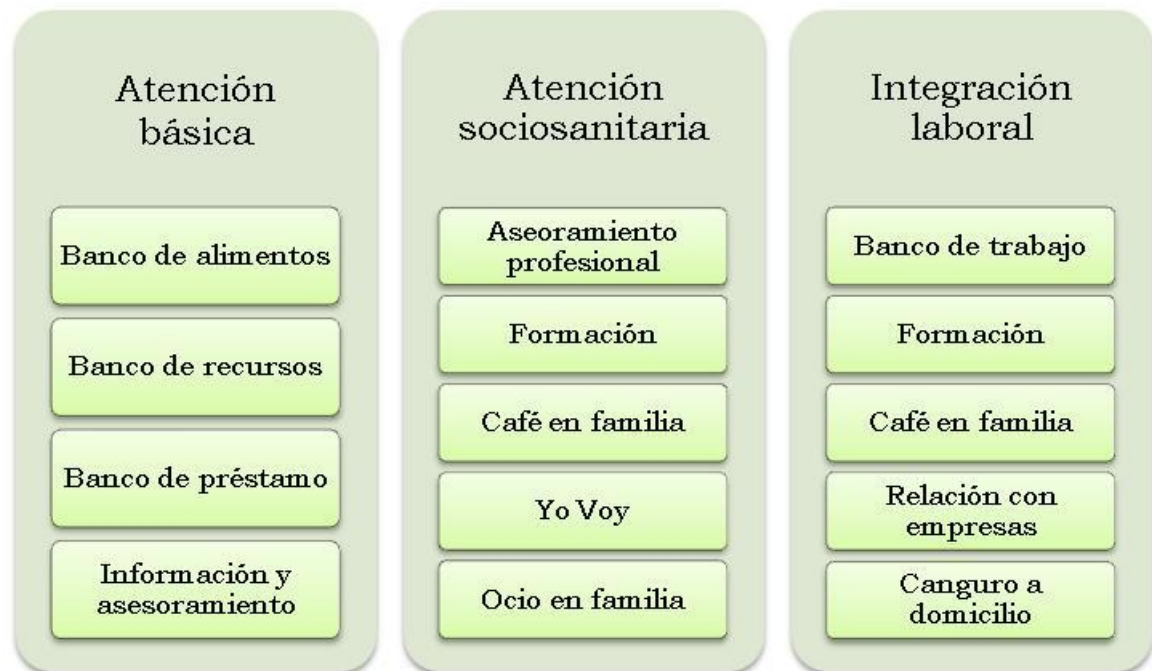 Atención
básica
Banco de alimentos
Banco de recursos
Banco de préstamo
Información y
asesoramiento
Atención
sociosanitaria
Aseoramiento
profesional
Formación
Café en familia
Yo Voy
Ocio en familia
Integración
laboral
Banco de trabajo
Formación
Café en familia
Relación con
empresas
Canguro a
domicilio